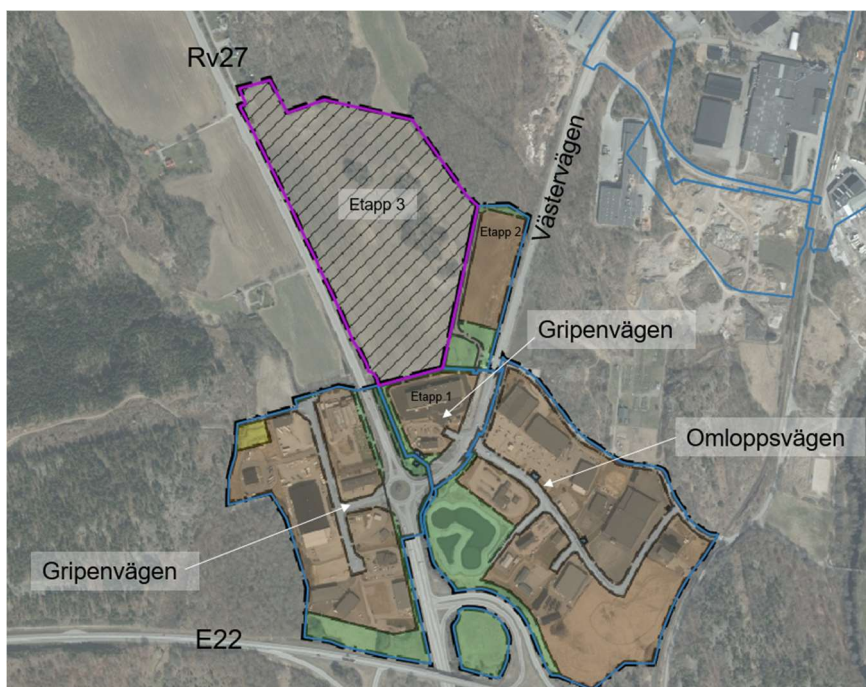 Rv27
Västervägen
Etapp 3
Etapp 2
Gripenvägen
Etapp 1
Omloppsvägen
Gripenvägen
E22